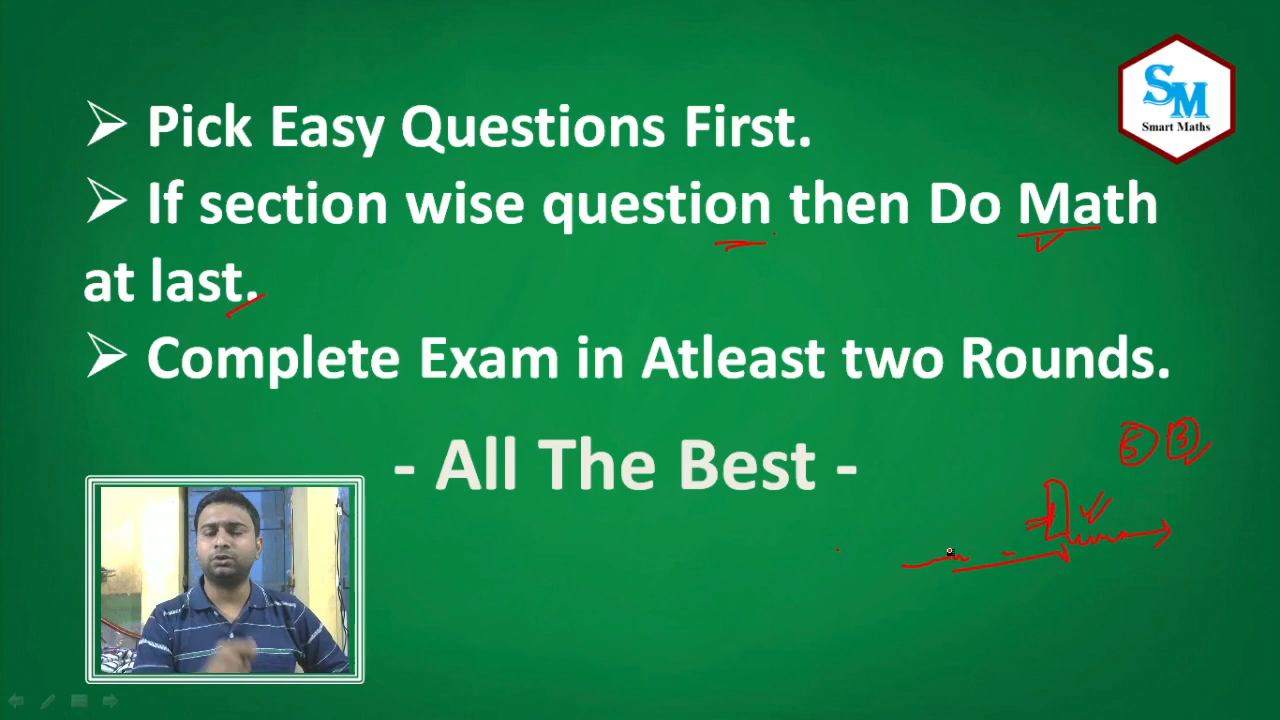 SM
Smart Maths
➢ Pick Easy Questions First.
➢ If section wise question then Do Math
at last.
➢ Complete Exam in Atleast two Rounds.
- All The Best -